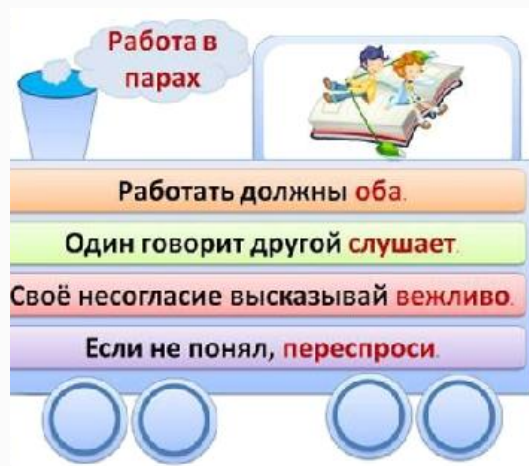 Работа в
парах
Работать должны оба.
Один говорит другой слушает.
Своё несогласие высказывай вежливо.
Если не понял, переспроси.